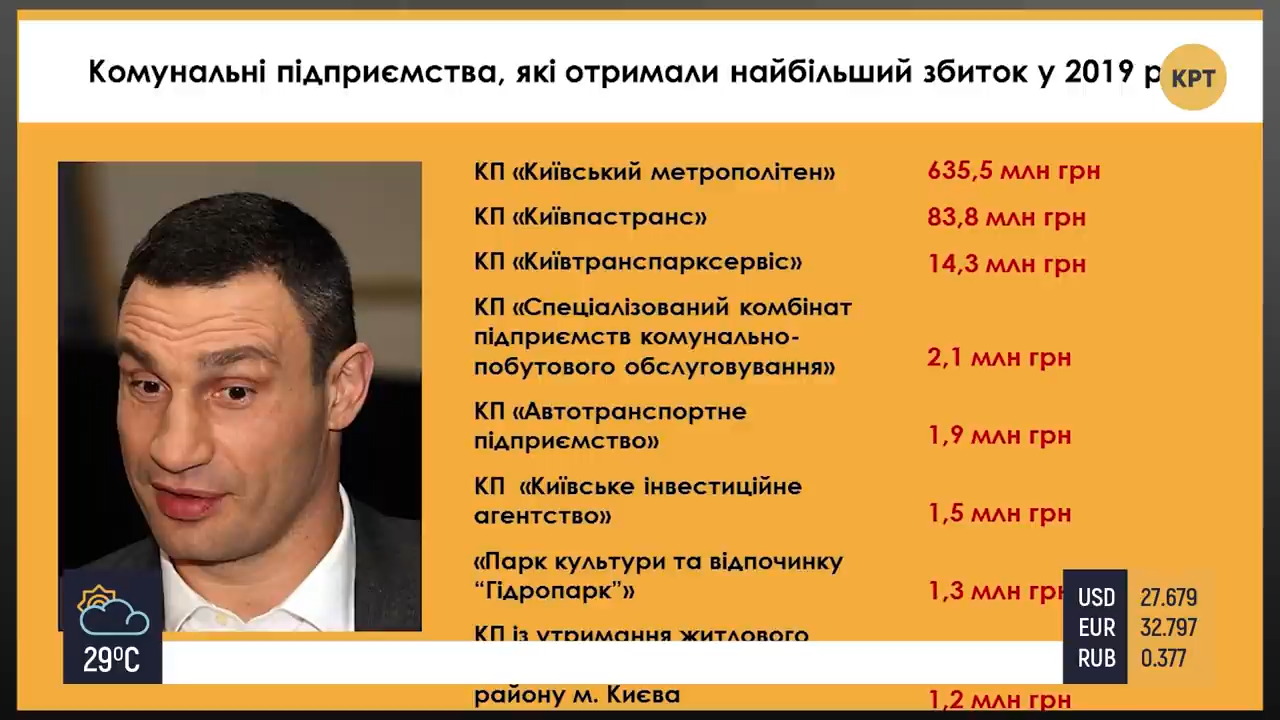 Комунальні підприємства, які отримали найбільший збиток у 2019 р
КРТ
КП «Київський метрополітен» 635,5 млн грн
КП «Київпастранс» 83,8 млн грн
КП «Київтранспарксервіс» 14,3 млн грн
КП «Спеціалізований комбінат
підприємств комунально-
побутового обслуговування» 2,1 млн грн
КП «Автотранспортне
підприємство» 1,9 млн грн
КП «Київське інвестиційне
агентство» 1,5 млн грн
«Парк культури та відпочинку
“Гідропарк”» 1,3 млн грн
КП із утримання житлового
району м. Києва 1,2 млн грн
29⁰C
USD 27.679
EUR 32.797
RUB 0.377